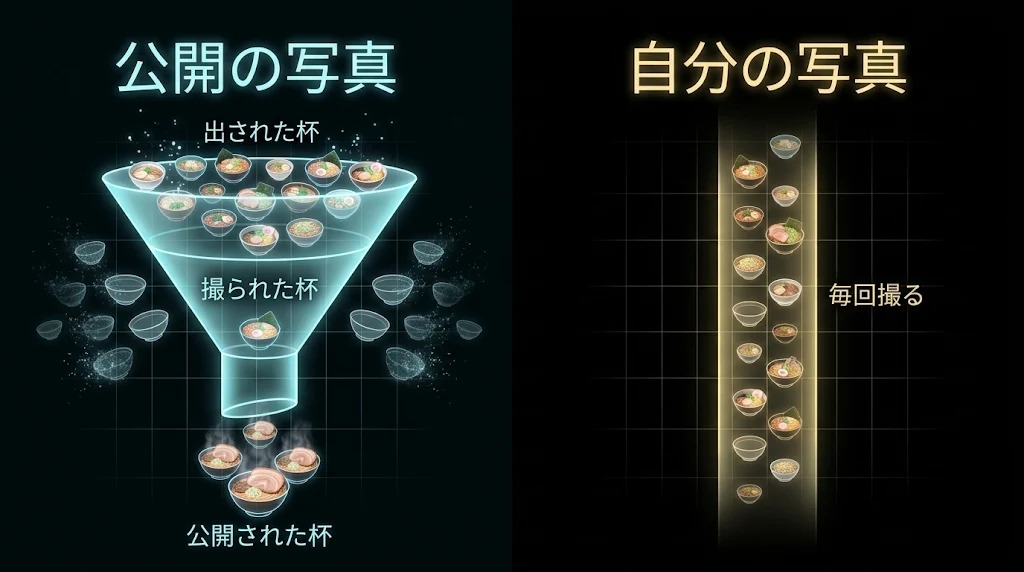 公開の写真
出された杯
撮られた杯
公開された杯
自分の写真
毎回撮る